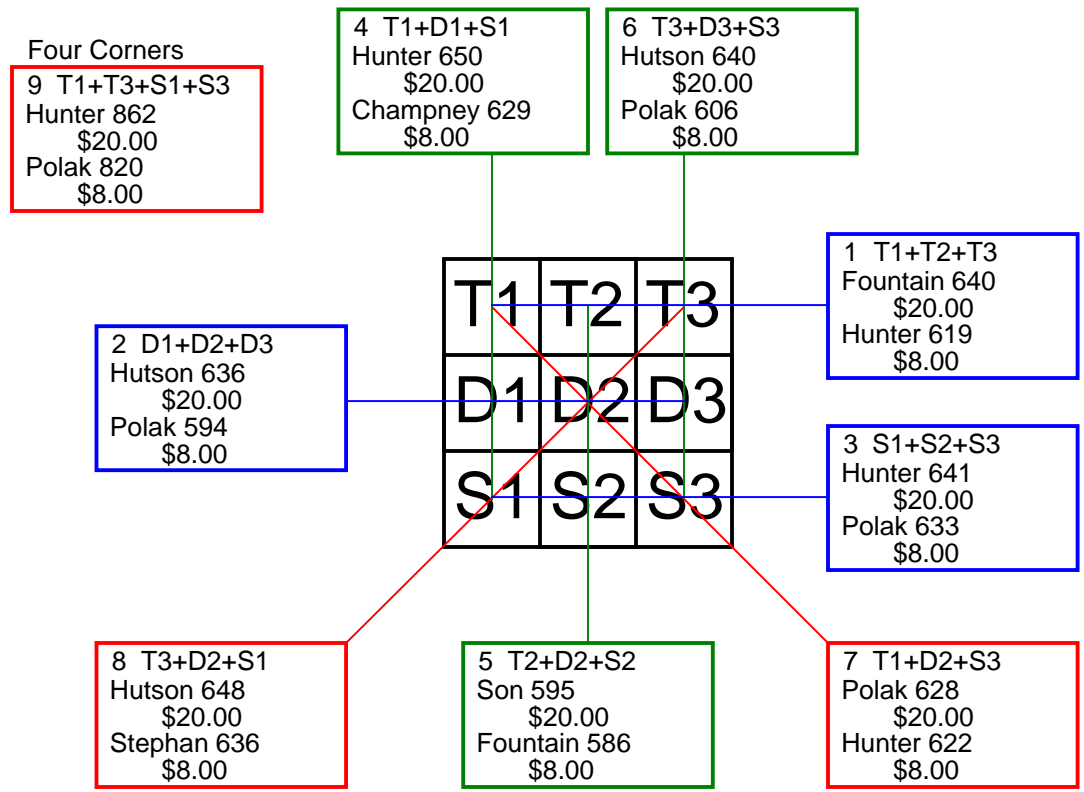 Four Corners
9 T1+T3+S1+S3
Hunter 862
$20.00
Polak 820
$8.00
4 T1+D1+S1
Hunter 650
$20.00
Champney 629
$8.00
6 T3+D3+S3
Hutson 640
$20.00
Polak 606
$8.00
1 T1+T2+T3
Fountain 640
$20.00
Hunter 619
$8.00
2 D1+D2+D3
Hutson 636
$20.00
Polak 594
$8.00
T1 T2 T3
D1 D2 D3
S1 S2 S3
3 S1+S2+S3
Hunter 641
$20.00
Polak 633
$8.00
8 T3+D2+S1
Hutson 648
$20.00
Stephan 636
$8.00
5 T2+D2+S2
Son 595
$20.00
Fountain 586
$8.00
7 T1+D2+S3
Polak 628
$20.00
Hunter 622
$8.00